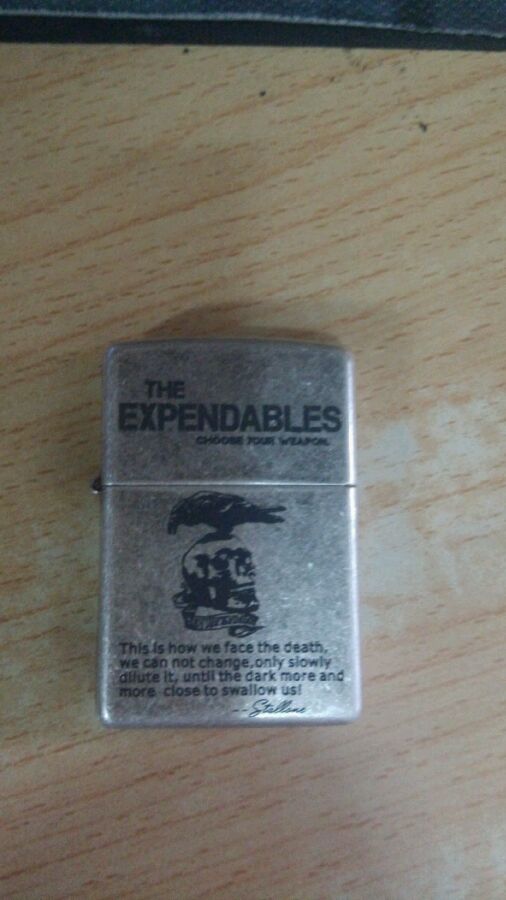 THE
EXPENDABLES
CHOOSE YOUR WEAPON.
This is how we face the death,
we can not change,only slowly
dilute it, until the dark more and
more close to swallow us!
--Stallone